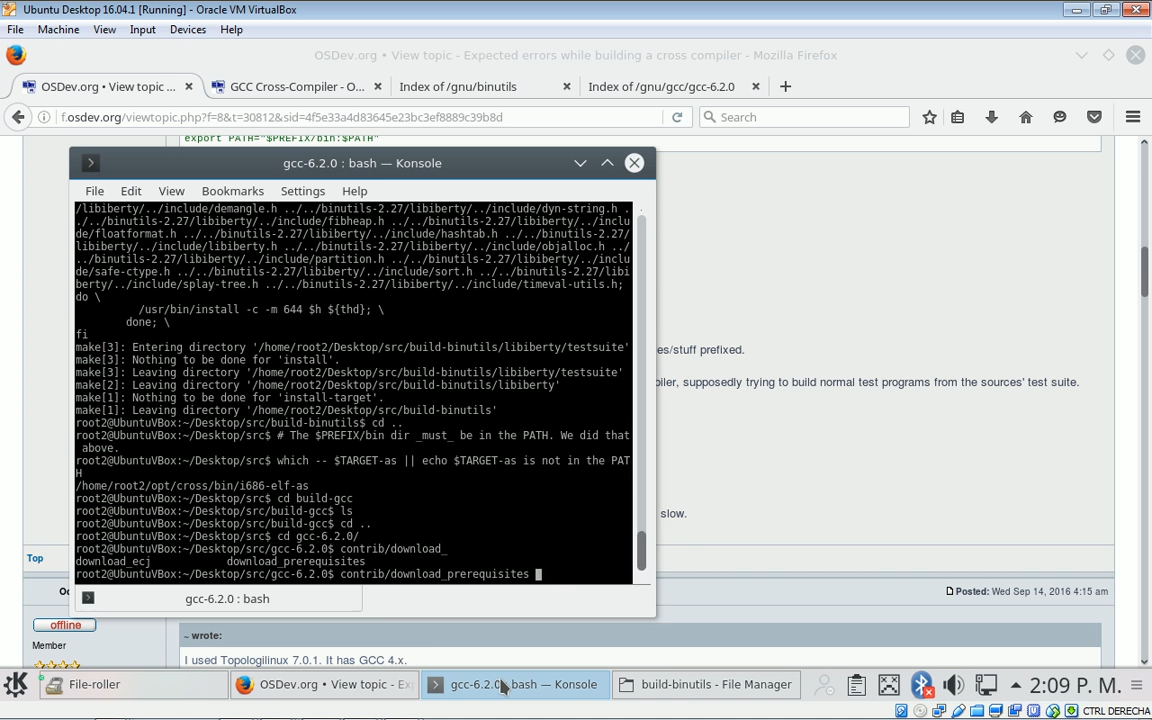 Ubuntu Desktop 16.04.1 [Running] - Oracle VM VirtualBox
File Machine View Input Devices Help
OSDev.org • View topic - Expected errors while building a cross compiler - Mozilla Firefox
OSDev.org • View topic ... GCC Cross-Compiler - O... Index of /gnu/binutils Index of /gnu/gcc/gcc-6.2.0
f.osdev.org/viewtopic.php?f=8&t=30812&sid=4f5e33a4d83645e23bc3ef8889c39b8d Search
export PATH="$PREFIX/bin:$PATH"
gcc-6.2.0 : bash — Konsole
File Edit View Bookmarks Settings Help
/libiberty/../include/demangle.h ../../binutils-2.27/libiberty/../include/dyn-string.h .
./../binutils-2.27/libiberty/../include/fibheap.h ../../binutils-2.27/libiberty/../inclu
de/floatformat.h ../../binutils-2.27/libiberty/../include/hashtab.h ../../binutils-2.27/
libiberty/../include/libiberty.h ../../binutils-2.27/libiberty/../include/objalloc.h ../
../binutils-2.27/libiberty/../include/partition.h ../../binutils-2.27/libiberty/../inclu
de/safe-ctype.h ../../binutils-2.27/libiberty/../include/sort.h ../../binutils-2.27/libi
berty/../include/splay-tree.h ../../binutils-2.27/libiberty/../include/timeval-utils.h;
do \
/usr/bin/install -c -m 644 $h ${thd}; \
done; \
fi
make[3]: Entering directory '/home/root2/Desktop/src/build-binutils/libiberty/testsuite'
make[3]: Nothing to be done for 'install'.
make[3]: Leaving directory '/home/root2/Desktop/src/build-binutils/libiberty/testsuite'
make[2]: Leaving directory '/home/root2/Desktop/src/build-binutils/libiberty'
make[1]: Nothing to be done for 'install-target'.
make[1]: Leaving directory '/home/root2/Desktop/src/build-binutils'
root2@UbuntuVBox:~/Desktop/src/build-binutils$ cd ..
root2@UbuntuVBox:~/Desktop/src$ # The $PREFIX/bin dir _must_ be in the PATH. We did that
above.
root2@UbuntuVBox:~/Desktop/src$ which -- $TARGET-as || echo $TARGET-as is not in the PAT
H
/home/root2/opt/cross/bin/i686-elf-as
root2@UbuntuVBox:~/Desktop/src$ cd build-gcc
root2@UbuntuVBox:~/Desktop/src/build-gcc$ ls
root2@UbuntuVBox:~/Desktop/src/build-gcc$ cd ..
root2@UbuntuVBox:~/Desktop/src$ cd gcc-6.2.0/
root2@UbuntuVBox:~/Desktop/src/gcc-6.2.0$ contrib/download_
download_ecj download_prerequisites
root2@UbuntuVBox:~/Desktop/src/gcc-6.2.0$ contrib/download_prerequisites
gcc-6.2.0 : bash
es/stuff prefixed.
piler, supposedly trying to build normal test programs from the sources' test suite.
slow.
Top
Posted: Wed Sep 14, 2016 4:15 am
offline
Member
~ wrote:
I used Topologilinux 7.0.1. It has GCC 4.x.
File-roller OSDev.org • View topic - Exp gcc-6.2.0 : bash — Konsole build-binutils - File Manager 2:09 P. M.
CTRL DERECHA